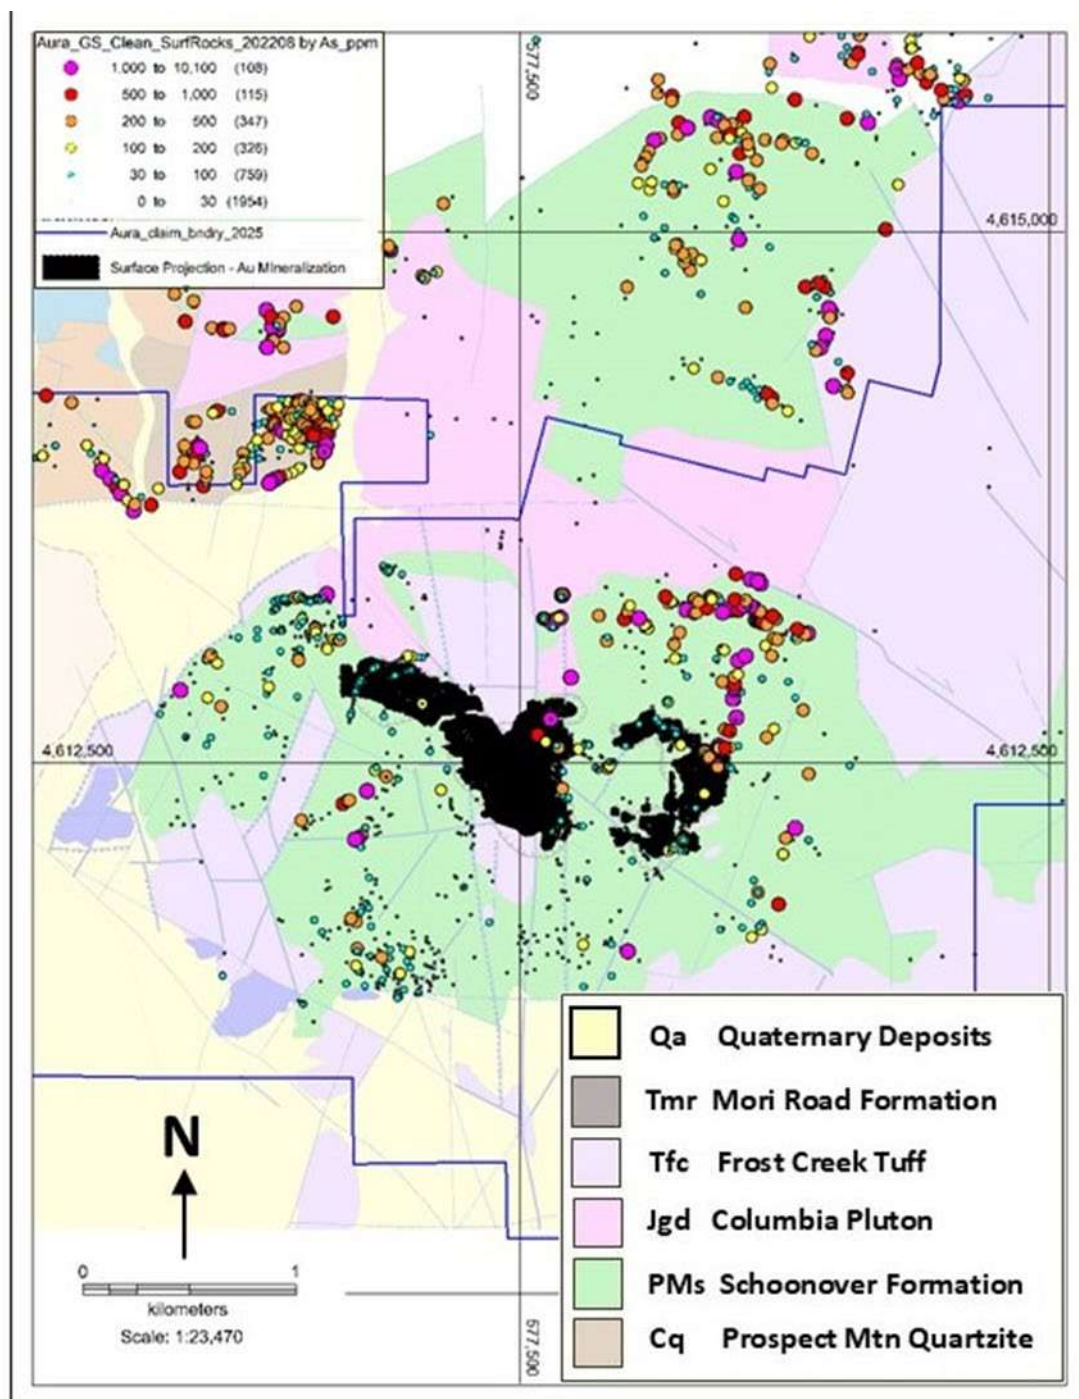 Aura_GS_Clean_SurfRocks_202208 by As_ppm
1,000 to 10,100 (108)
500 to 1,000 (115)
200 to 500 (347)
100 to 200 (326)
30 to 100 (759)
0 to 30 (1954)
Aura_claim_bndry_2025
Surface Projection - Au Mineralization
577,500
4,615,000
4,612,500
4,612,500
N
0 1
kilometers
Scale: 1:23,470
577,500
Qa Quaternary Deposits
Tmr Mori Road Formation
Tfc Frost Creek Tuff
Jgd Columbia Pluton
PMs Schoonover Formation
Cq Prospect Mtn Quartzite